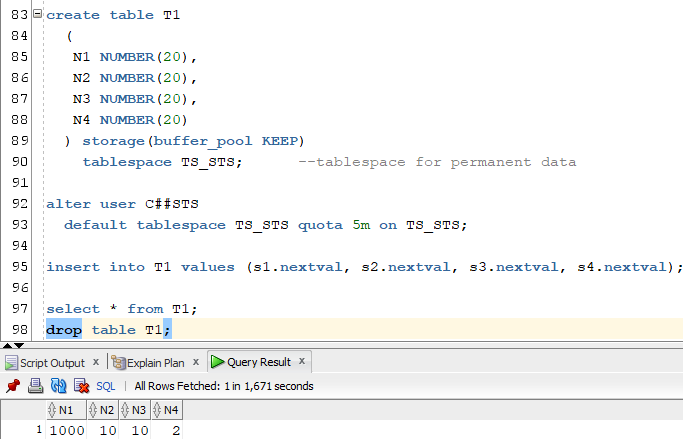 83 create table T1
84 (
85 N1 NUMBER(20),
86 N2 NUMBER(20),
87 N3 NUMBER(20),
88 N4 NUMBER(20)
89 ) storage(buffer_pool KEEP)
90 tablespace TS_STS; --tablespace for permanent data
91
92 alter user C##STS
93 default tablespace TS_STS quota 5m on TS_STS;
94
95 insert into T1 values (s1.nextval, s2.nextval, s3.nextval, s4.nextval);
96
97 select * from T1;
98 drop table T1;
Script Output x Explain Plan x Query Result x
SQL | All Rows Fetched: 1 in 1,671 seconds
N1 N2 N3 N4
1 1000 10 10 2